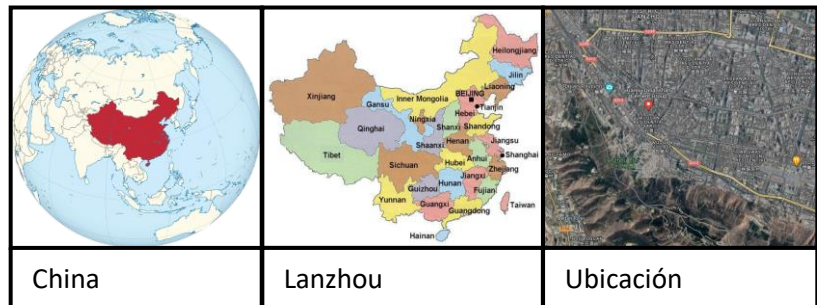 Heilongjiang
Jilin
Liaoning
Xinjiang
Inner Mongolia
BEIJING
Gansu
Tianjin
Hebei
Ningxia
Shanxi
Shandong
Qinghai
Shaanxi
Henan
Jiangsu
Tibet
Anhui
Shanghai
Sichuan
Hubei
Zhejiang
Jiangxi
Hunan
Guizhou
Fujian
Yunnan
Guangxi
Guangdong
Taiwan
Hainan
China
Lanzhou
Ubicación